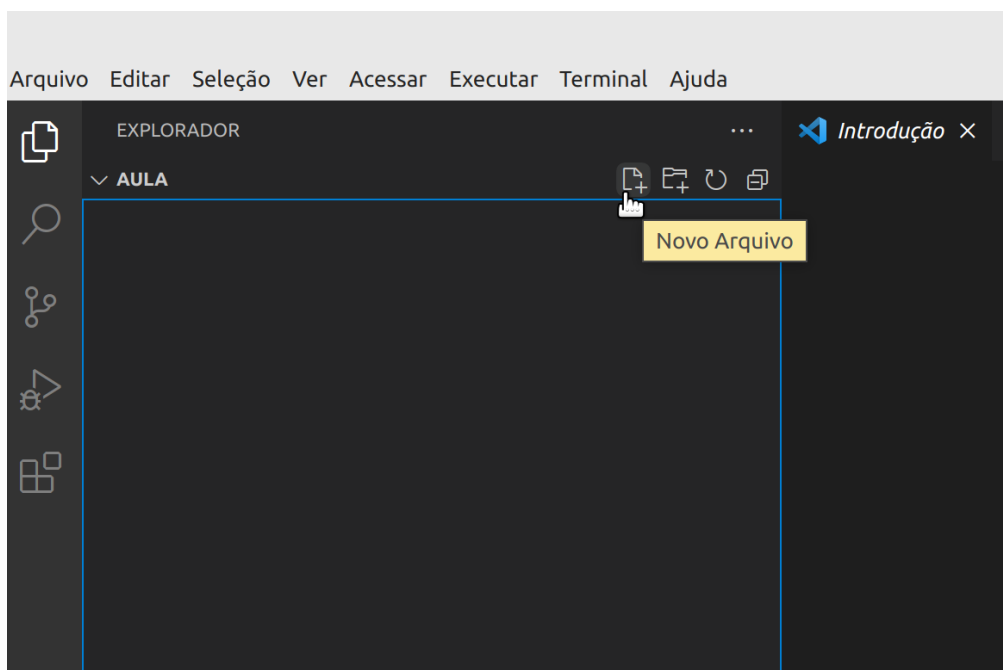 Arquivo Editar Seleção Ver Acessar Executar Terminal Ajuda
EXPLORADOR
Introdução
AULA
Novo Arquivo